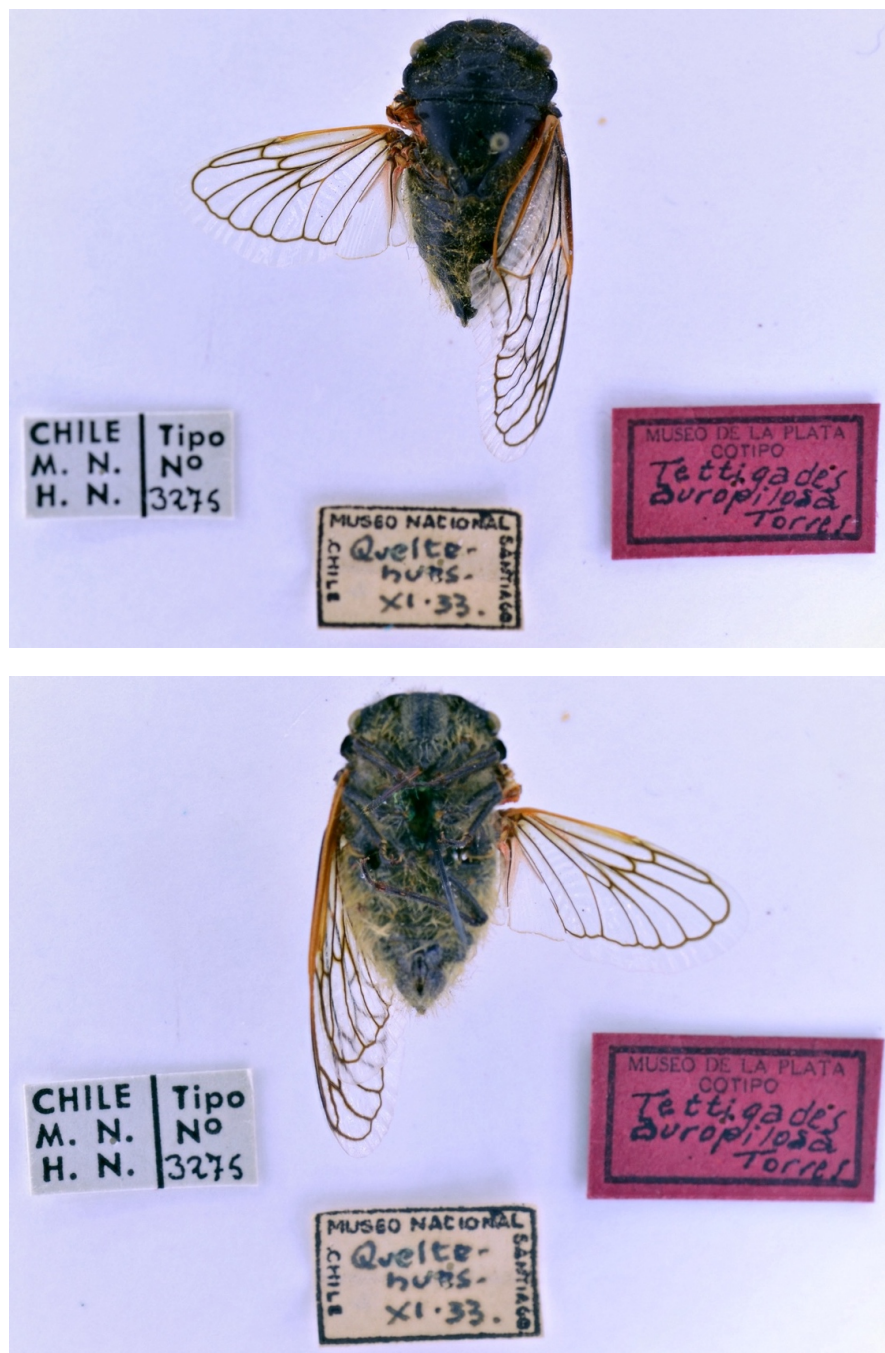 CHILE
M. N.
H. N.
Tipo
Nº
3275
MUSEO NACIONAL
CHILE
SANTIAGO
Quelte-
hues-
XI·33.
MUSEO DE LA PLATA
COTIPO
Tettigades
auropilosa
Torres
CHILE
M. N.
H. N.
Tipo
Nº
3275
MUSEO NACIONAL
CHILE
SANTIAGO
Quelte-
hues-
XI·33.
MUSEO DE LA PLATA
COTIPO
Tettigades
auropilosa
Torres